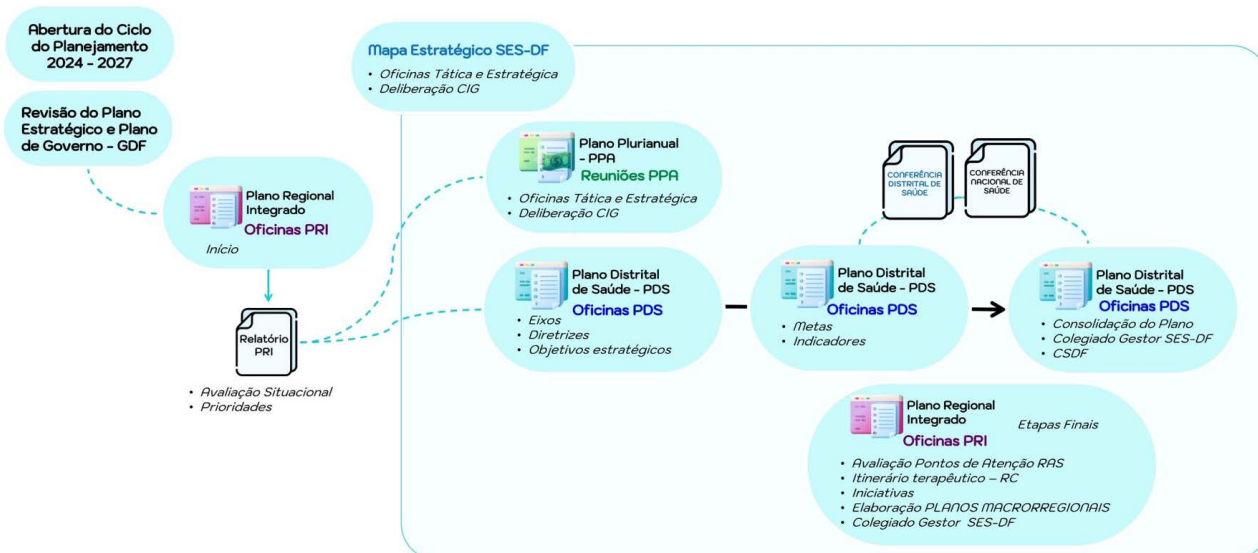 Abertura do Ciclo
do Planejamento
2024 - 2027
Revisão do Plano
Estratégico e Plano
de Governo - GDF
Plano Regional
Integrado
Oficinas PRI
Início
Relatório
PRI
• Avaliação Situacional
• Prioridades
Mapa Estratégico SES-DF
• Oficinas Tática e Estratégica
• Deliberação CIG
Plano Plurianual
- PPA
Reuniões PPA
• Oficinas Tática e Estratégica
• Deliberação CIG
Plano Distrital
de Saúde - PDS
Oficinas PDS
• Eixos
• Diretrizes
• Objetivos estratégicos
Plano Distrital
de Saúde - PDS
Oficinas PDS
• Metas
• Indicadores
CONFERÊNCIA
DISTRITAL DE
SAÚDE
CONFERÊNCIA
NACIONAL DE
SAÚDE
Plano Distrital
de Saúde - PDS
Oficinas PDS
• Consolidação do Plano
• Colegiado Gestor SES-DF
• CSDF
Plano Regional
Integrado
Oficinas PRI
Etapas Finais
• Avaliação Pontos de Atenção RAS
• Itinerário terapêutico – RC
• Iniciativas
• Elaboração PLANOS MACRORREGIONAIS
• Colegiado Gestor SES-DF